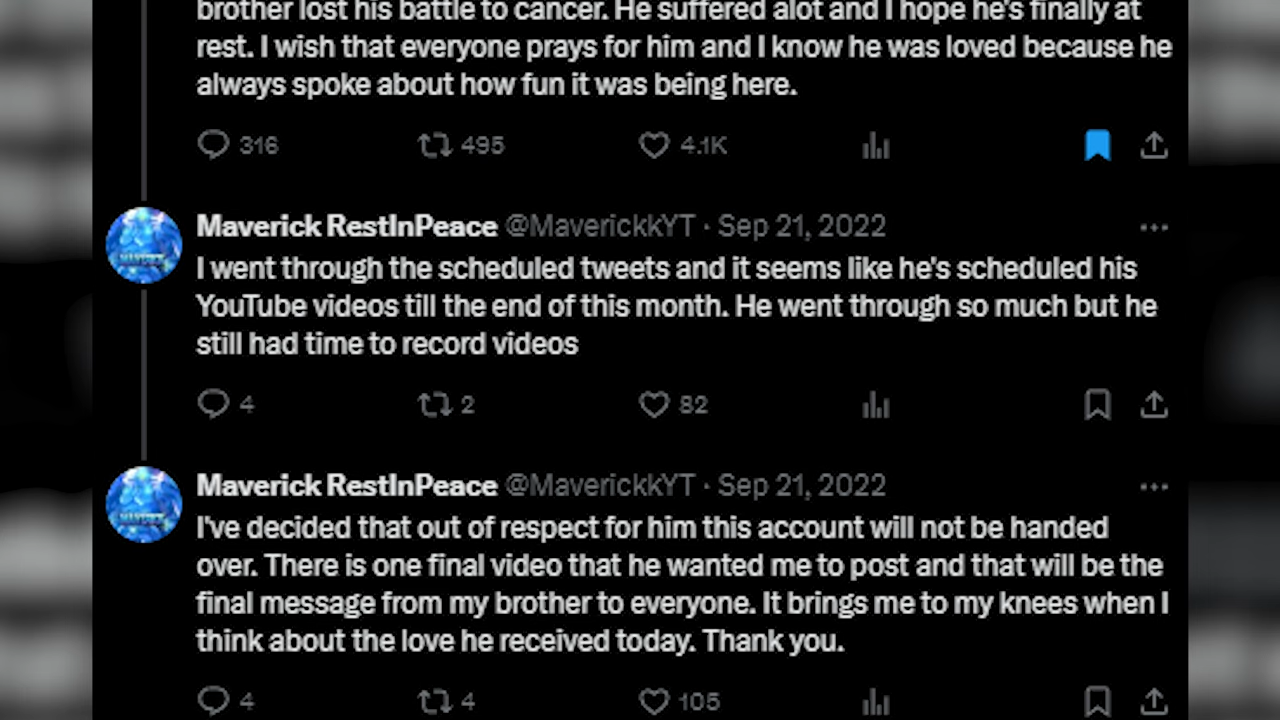 brother lost his battle to cancer. He suffered alot and I hope he's finally at
rest. I wish that everyone prays for him and I know he was loved because he
always spoke about how fun it was being here.
316 495 4.1K
Maverick RestInPeace @MaverickkYT · Sep 21, 2022
I went through the scheduled tweets and it seems like he's scheduled his
YouTube videos till the end of this month. He went through so much but he
still had time to record videos
4 2 82
Maverick RestInPeace @MaverickkYT · Sep 21, 2022
I've decided that out of respect for him this account will not be handed
over. There is one final video that he wanted me to post and that will be the
final message from my brother to everyone. It brings me to my knees when I
think about the love he received today. Thank you.
4 4 105